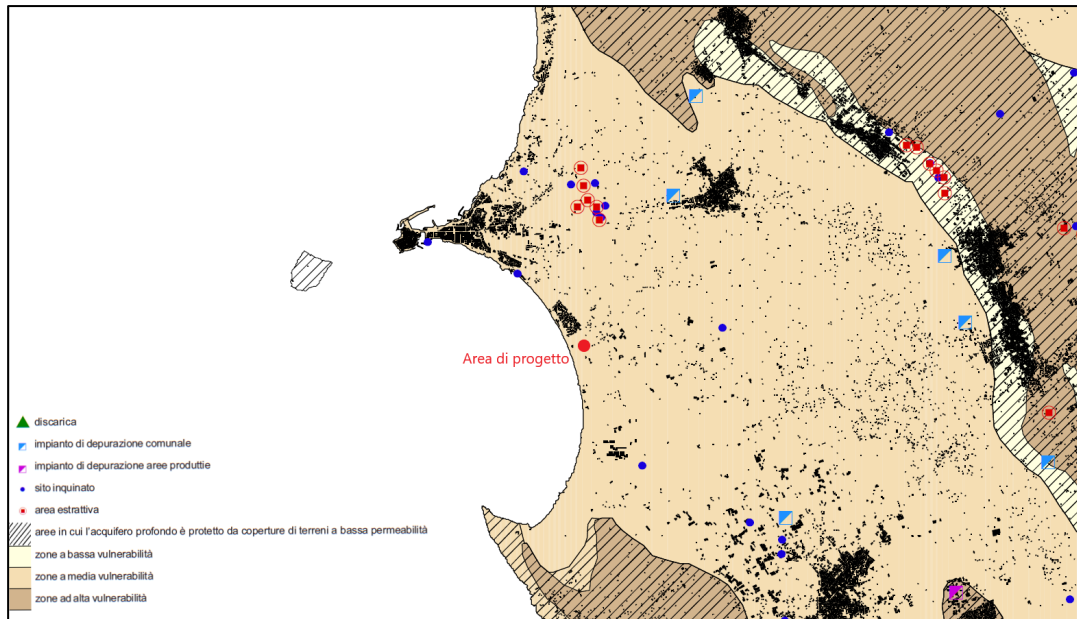 Area di progetto
discarica
impianto di depurazione comunale
impianto di depurazione aree produttie
sito inquinato
area estrattiva
aree in cui l'acquifero profondo è protetto da coperture di terreni a bassa permeabilità
zone a bassa vulnerabilità
zone a media vulnerabilità
zone ad alta vulnerabilità